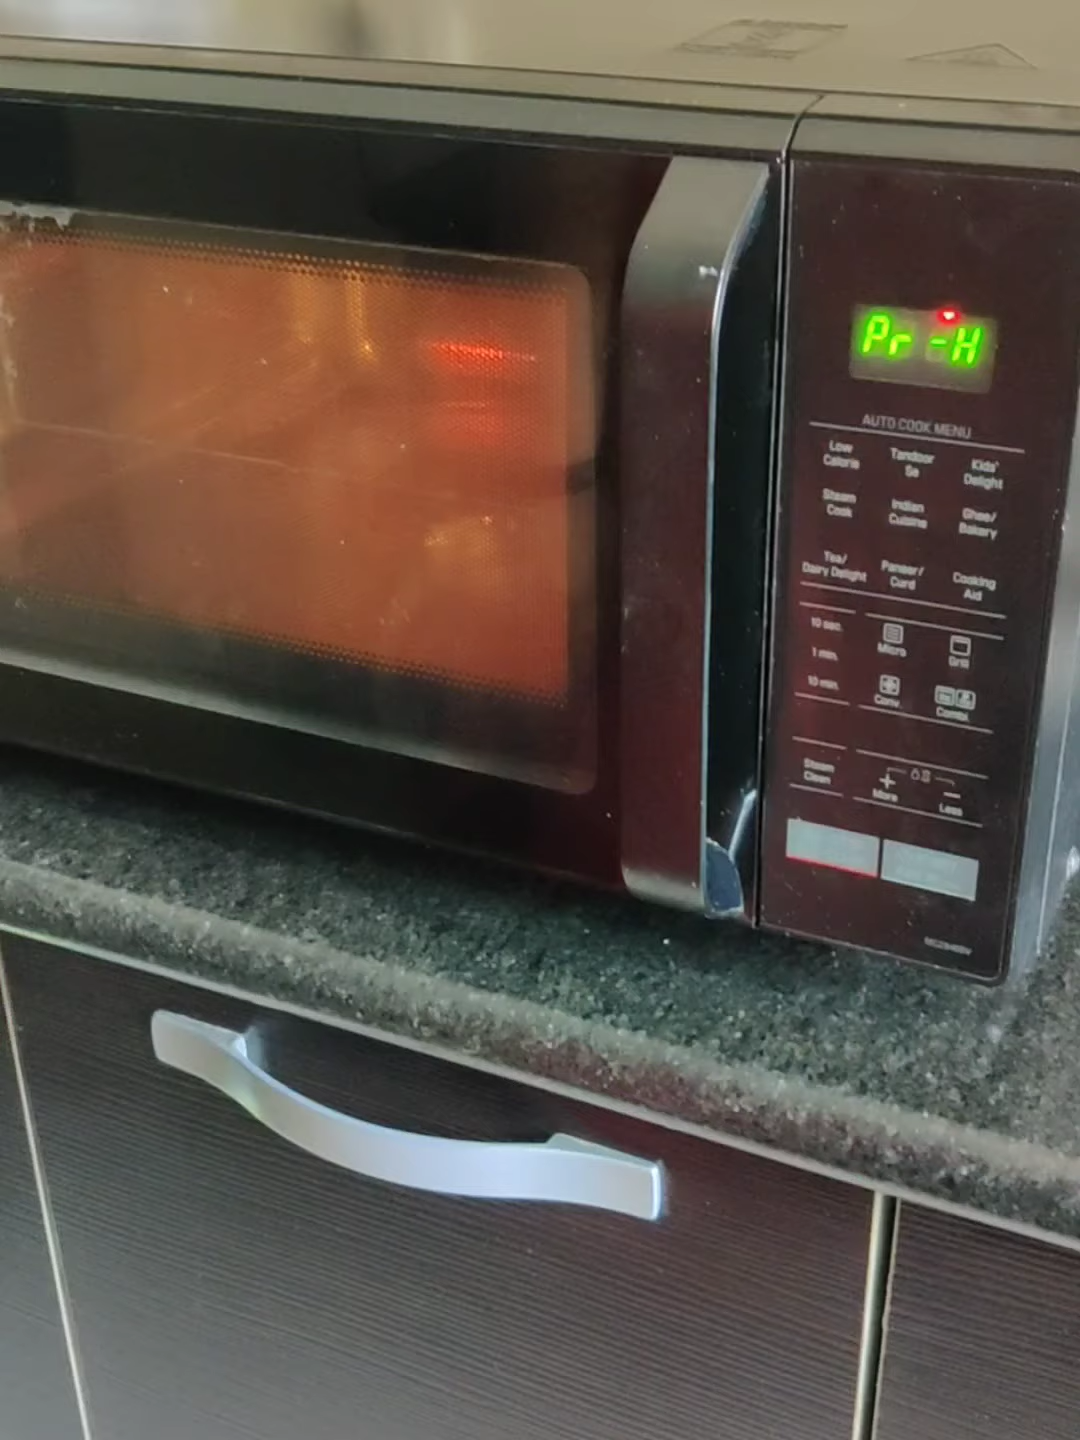 Pr -H
AUTO COOK MENU
Low Calorie
Tandoor Se
Kids' Delight
Steam Cook
Indian Cuisine
Ghee/ Bakery
Tea/ Dairy Delight
Paneer/ Curd
Cooking Aid
10 sec.
Micro
Grill
1 min.
10 min.
Conv.
Combi.
Steam Clean
+
More
-
Less